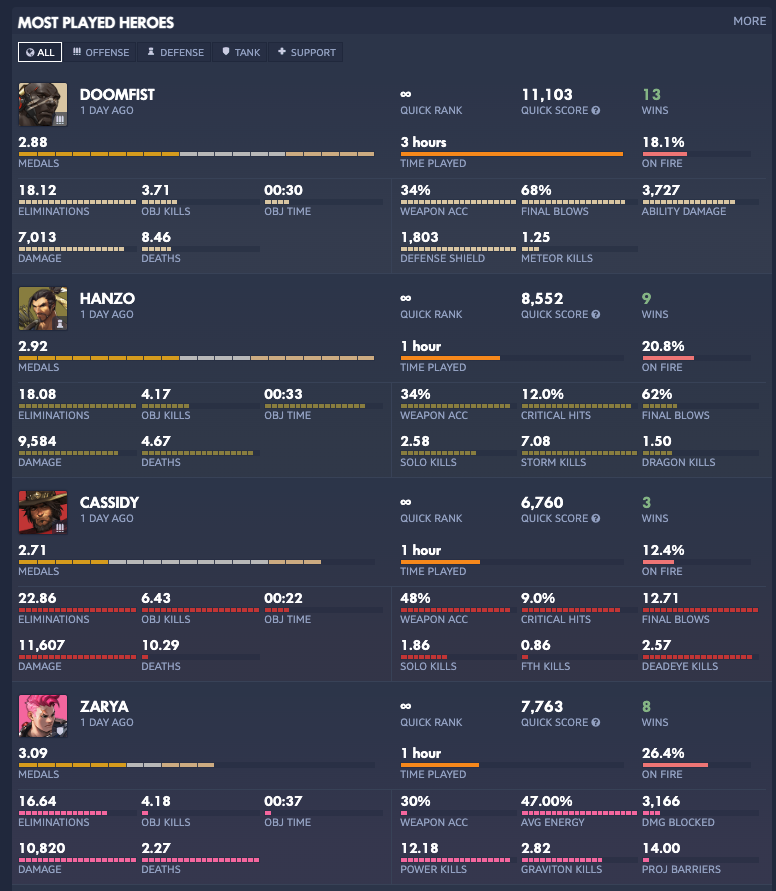 MOST PLAYED HEROES MORE
ALL OFFENSE DEFENSE TANK SUPPORT
DOOMFIST ∞ 11,103 13
1 DAY AGO QUICK RANK QUICK SCORE WINS
2.88 3 hours 18.1%
MEDALS TIME PLAYED ON FIRE
18.12 3.71 00:30 34% 68% 3,727
ELIMINATIONS OBJ KILLS OBJ TIME WEAPON ACC FINAL BLOWS ABILITY DAMAGE
7,013 8.46 1,803 1.25
DAMAGE DEATHS DEFENSE SHIELD METEOR KILLS
HANZO ∞ 8,552 9
1 DAY AGO QUICK RANK QUICK SCORE WINS
2.92 1 hour 20.8%
MEDALS TIME PLAYED ON FIRE
18.08 4.17 00:33 34% 12.0% 62%
ELIMINATIONS OBJ KILLS OBJ TIME WEAPON ACC CRITICAL HITS FINAL BLOWS
9,584 4.67 2.58 7.08 1.50
DAMAGE DEATHS SOLO KILLS STORM KILLS DRAGON KILLS
CASSIDY ∞ 6,760 3
1 DAY AGO QUICK RANK QUICK SCORE WINS
2.71 1 hour 12.4%
MEDALS TIME PLAYED ON FIRE
22.86 6.43 00:22 48% 9.0% 12.71
ELIMINATIONS OBJ KILLS OBJ TIME WEAPON ACC CRITICAL HITS FINAL BLOWS
11,607 10.29 1.86 0.86 2.57
DAMAGE DEATHS SOLO KILLS FTH KILLS DEADEYE KILLS
ZARYA ∞ 7,763 8
1 DAY AGO QUICK RANK QUICK SCORE WINS
3.09 1 hour 26.4%
MEDALS TIME PLAYED ON FIRE
16.64 4.18 00:37 30% 47.00% 3,166
ELIMINATIONS OBJ KILLS OBJ TIME WEAPON ACC AVG ENERGY DMG BLOCKED
10,820 2.27 12.18 2.82 14.00
DAMAGE DEATHS POWER KILLS GRAVITON KILLS PROJ BARRIERS